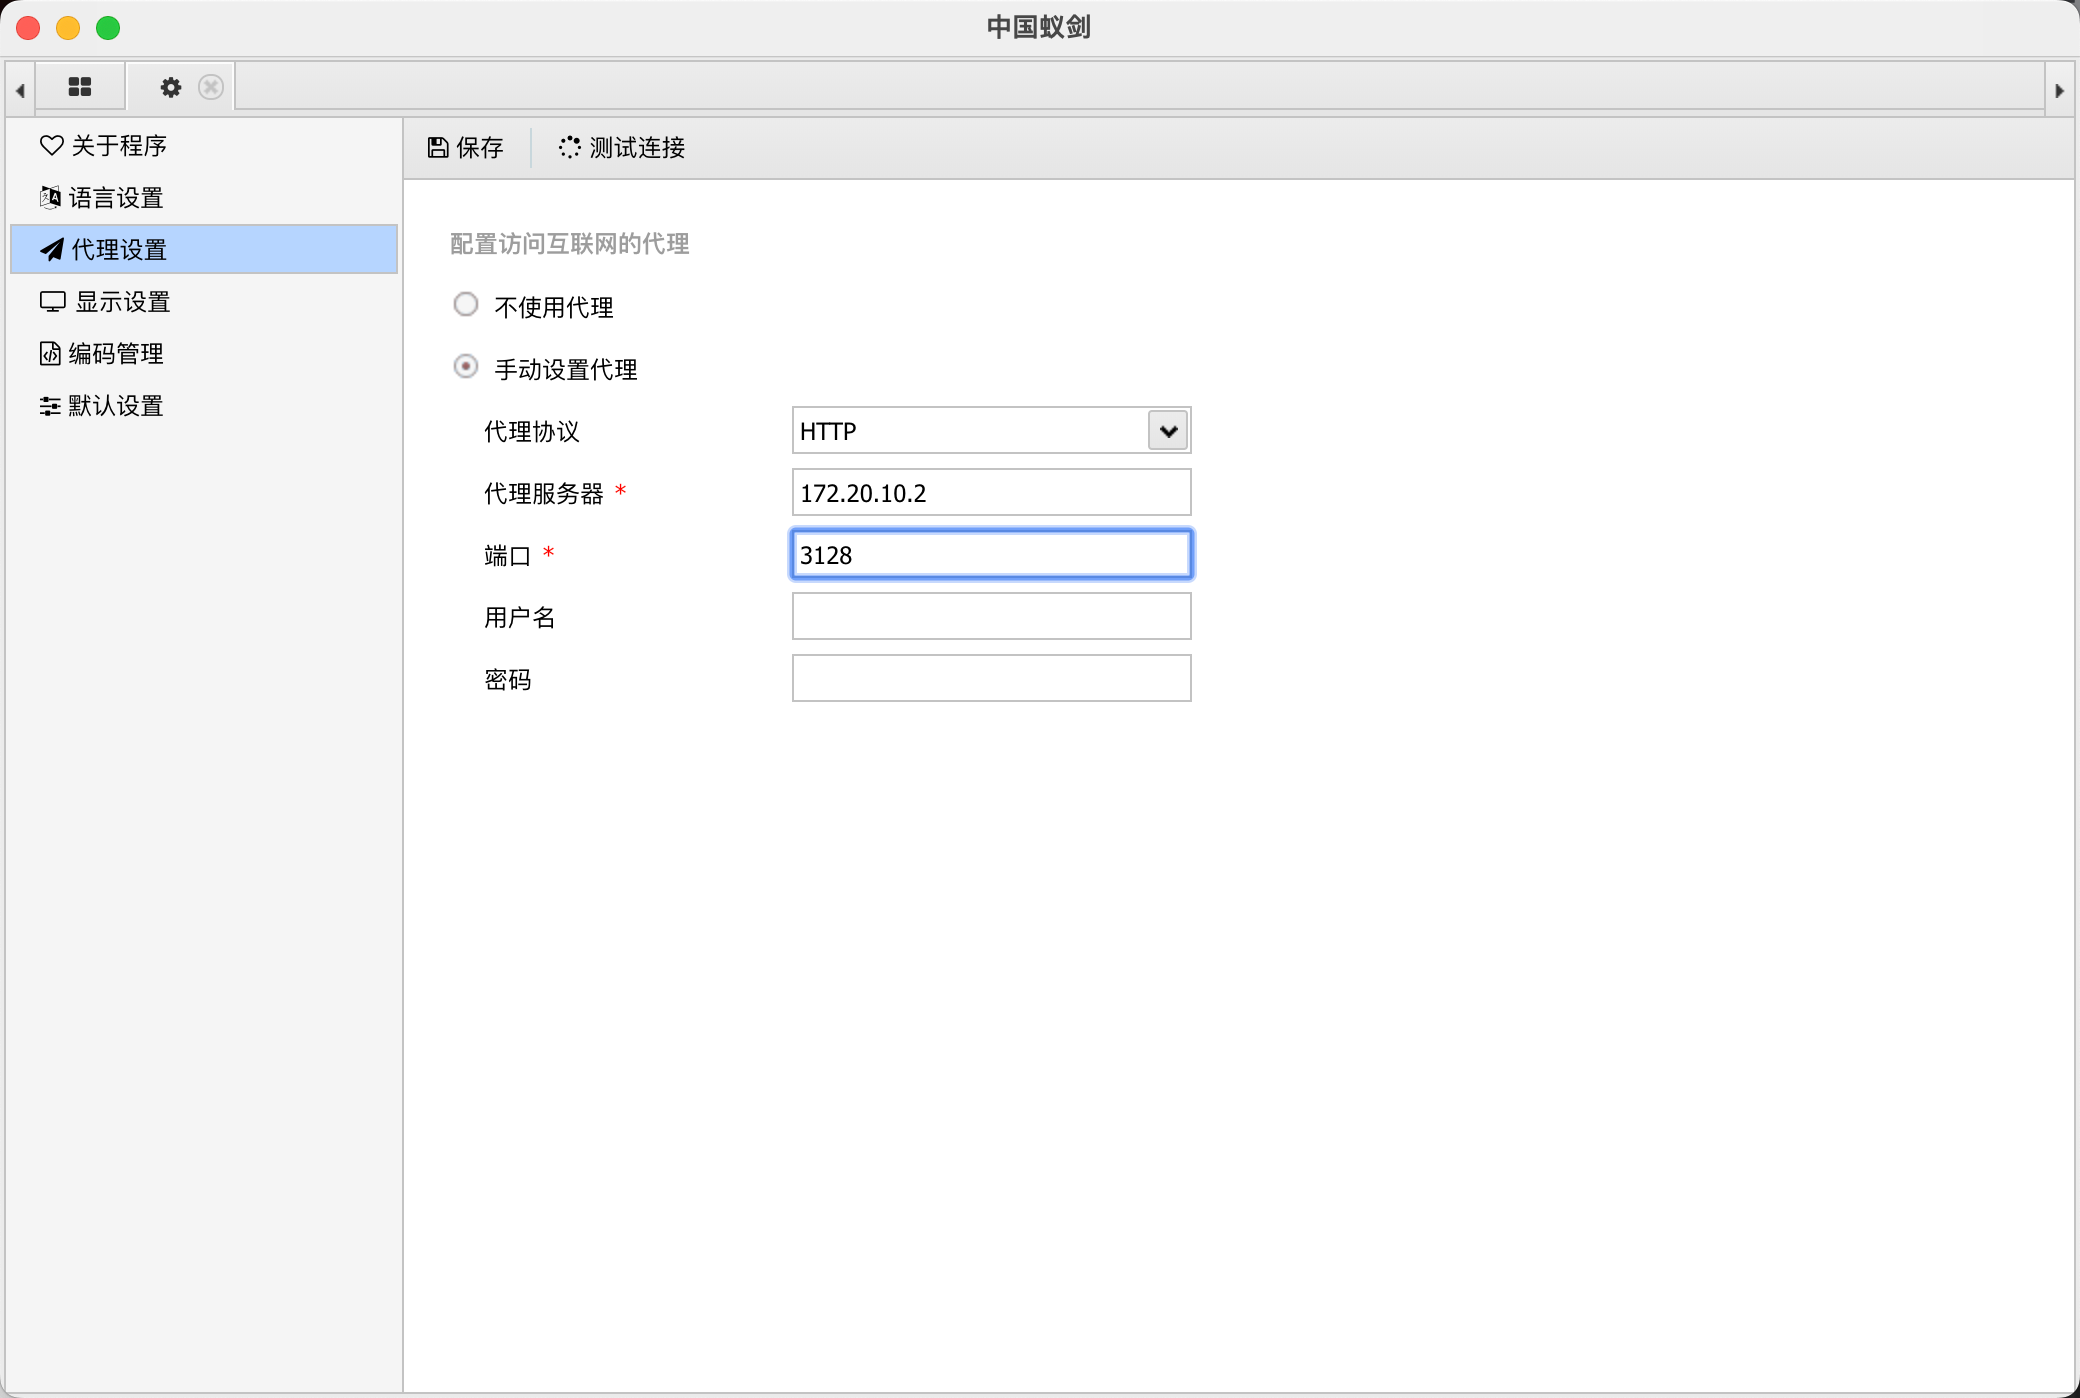 中国蚁剑
关于程序
语言设置
代理设置
显示设置
编码管理
默认设置
保存
测试连接
配置访问互联网的代理
不使用代理
手动设置代理
代理协议 HTTP
代理服务器 * 172.20.10.2
端口 * 3128
用户名
密码